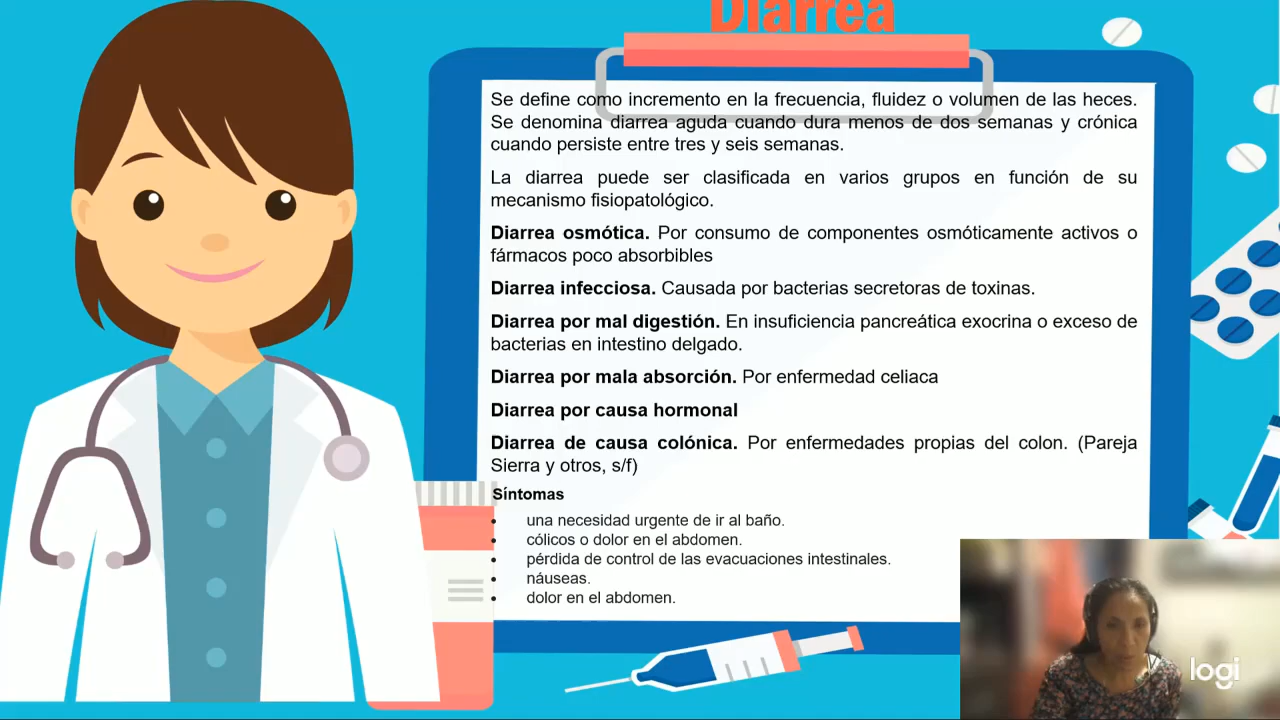 Diarrea
Se define como incremento en la frecuencia, fluidez o volumen de las heces.
Se denomina diarrea aguda cuando dura menos de dos semanas y crónica
cuando persiste entre tres y seis semanas.
La diarrea puede ser clasificada en varios grupos en función de su
mecanismo fisiopatológico.
Diarrea osmótica. Por consumo de componentes osmóticamente activos o
fármacos poco absorbibles
Diarrea infecciosa. Causada por bacterias secretoras de toxinas.
Diarrea por mal digestión. En insuficiencia pancreática exocrina o exceso de
bacterias en intestino delgado.
Diarrea por mala absorción. Por enfermedad celiaca
Diarrea por causa hormonal
Diarrea de causa colónica. Por enfermedades propias del colon. (Pareja
Sierra y otros, s/f)
Síntomas
• una necesidad urgente de ir al baño.
• cólicos o dolor en el abdomen.
• pérdida de control de las evacuaciones intestinales.
• náuseas.
• dolor en el abdomen.
logi